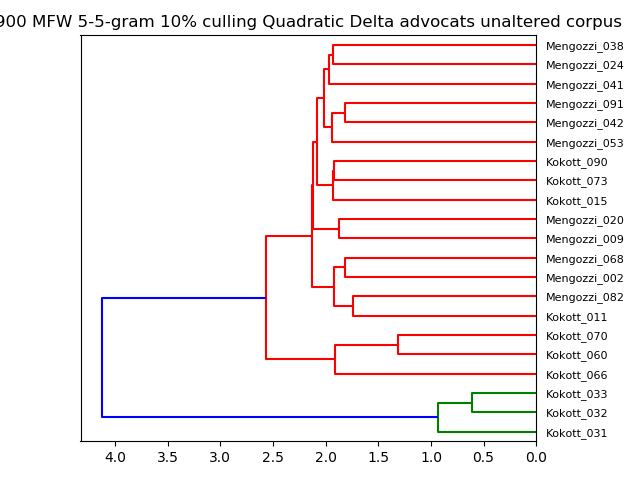 900 MFW 5-5-gram 10% culling Quadratic Delta advocats unaltered corpus
Mengozzi_038
Mengozzi_024
Mengozzi_041
Mengozzi_091
Mengozzi_042
Mengozzi_053
Kokott_090
Kokott_073
Kokott_015
Mengozzi_020
Mengozzi_009
Mengozzi_068
Mengozzi_002
Mengozzi_082
Kokott_011
Kokott_070
Kokott_060
Kokott_066
Kokott_033
Kokott_032
Kokott_031
4.0 3.5 3.0 2.5 2.0 1.5 1.0 0.5 0.0